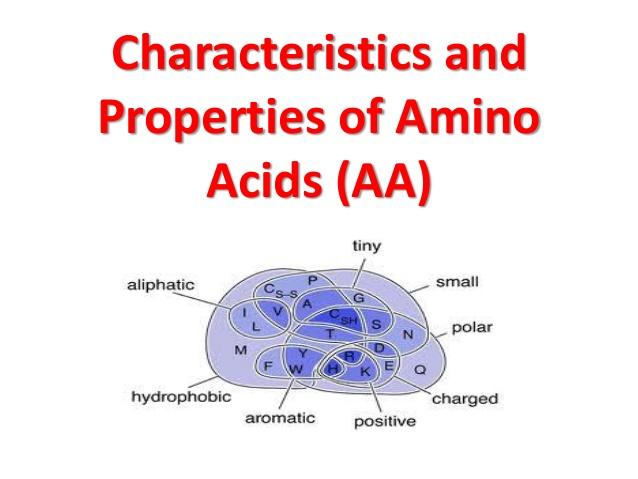 Characteristics and
Properties of Amino
Acids (AA)
tiny
aliphatic
small
P
C S–S
G
A
I
V
C SH
S
L
T
N
polar
M
Y
D
R
F
W
H
K
E
Q
hydrophobic
charged
aromatic
positive